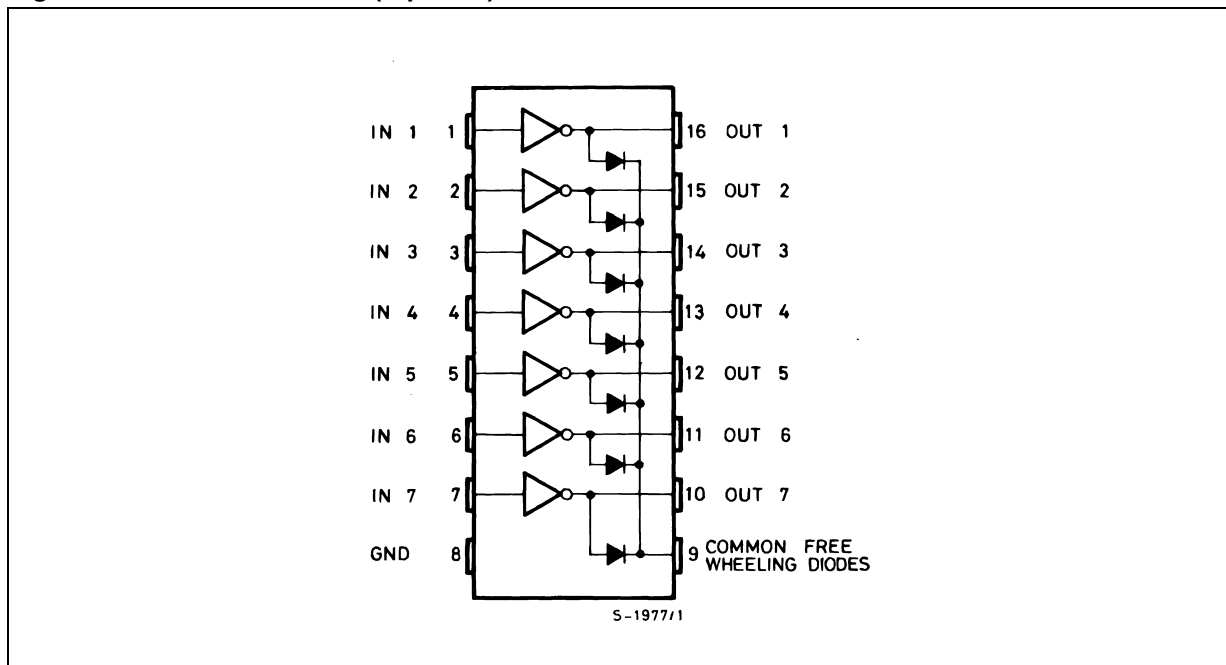 IN 1 1 16 OUT 1
IN 2 2 15 OUT 2
IN 3 3 14 OUT 3
IN 4 4 13 OUT 4
IN 5 5 12 OUT 5
IN 6 6 11 OUT 6
IN 7 7 10 OUT 7
GND 8 9 COMMON FREE
WHEELING DIODES
S-1977/1